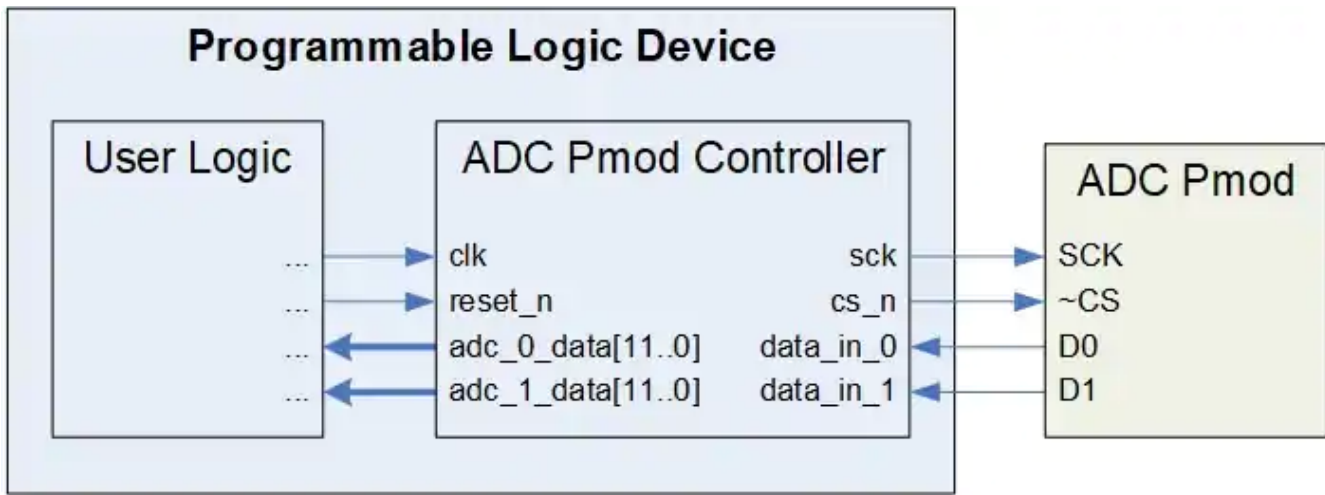 Programmable Logic Device
User Logic
...
...
...
...
ADC Pmod Controller
clk
reset_n
adc_0_data[11..0]
adc_1_data[11..0]
sck
cs_n
data_in_0
data_in_1
ADC Pmod
SCK
~CS
D0
D1